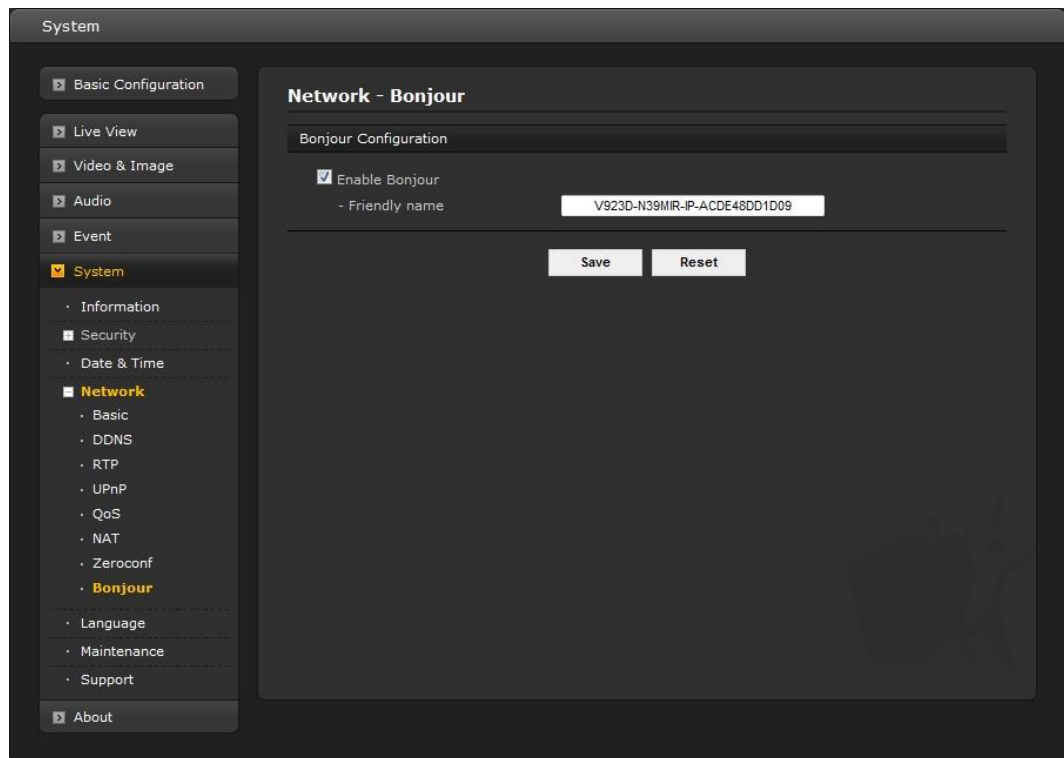 System
Basic Configuration
Live View
Video & Image
Audio
Event
System
Information
Security
Date & Time
Network
Basic
DDNS
RTP
UPnP
QoS
NAT
Zeroconf
Bonjour
Language
Maintenance
Support
About
Network - Bonjour
Bonjour Configuration
Enable Bonjour
- Friendly name V923D-N39MIR-IP-ACDE48DD1D09
Save Reset